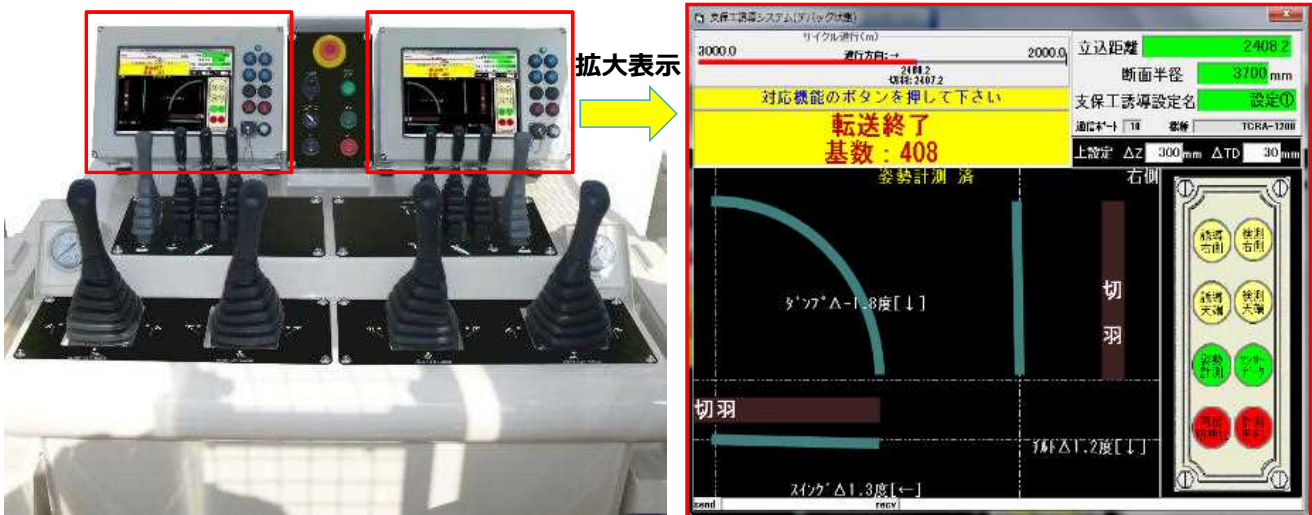 拡大表示
支保工誘導システム(デバッグ状態)
サイクル進行(m)
3000.0
進行方向:→
2000.0
2408.2
切羽:2407.2
対応機能のボタンを押して下さい
転送終了
基数:408
立込距離 2408.2
断面半径 3700 mm
支保工誘導設定名 設定①
通信ポート 10 器種 TCRA-1200
上設定 ΔZ 300 mm ΔTD 30 mm
姿勢計測 済
右側
ダンプ Δ-1.8度[↓]
切羽
切羽
チルトΔ1.2度[↓]
スイング Δ1.3度[←]
send
recv
誘導右側
検測右側
誘導天端
検測天端
姿勢計測